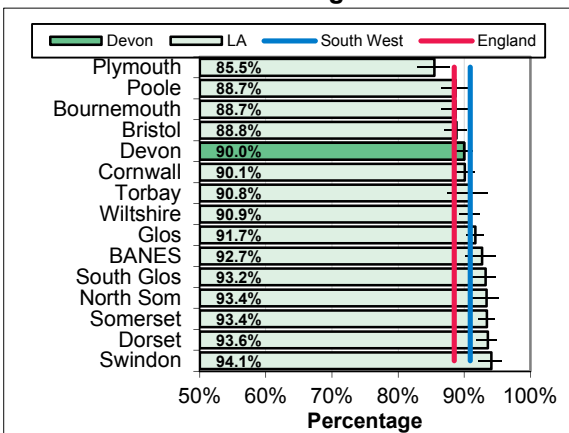 Devon LA South West England
Plymouth 85.5%
Poole 88.7%
Bournemouth 88.7%
Bristol 88.8%
Devon 90.0%
Cornwall 90.1%
Torbay 90.8%
Wiltshire 90.9%
Glos 91.7%
BANES 92.7%
South Glos 93.2%
North Som 93.4%
Somerset 93.4%
Dorset 93.6%
Swindon 94.1%
50% 60% 70% 80% 90% 100%
Percentage